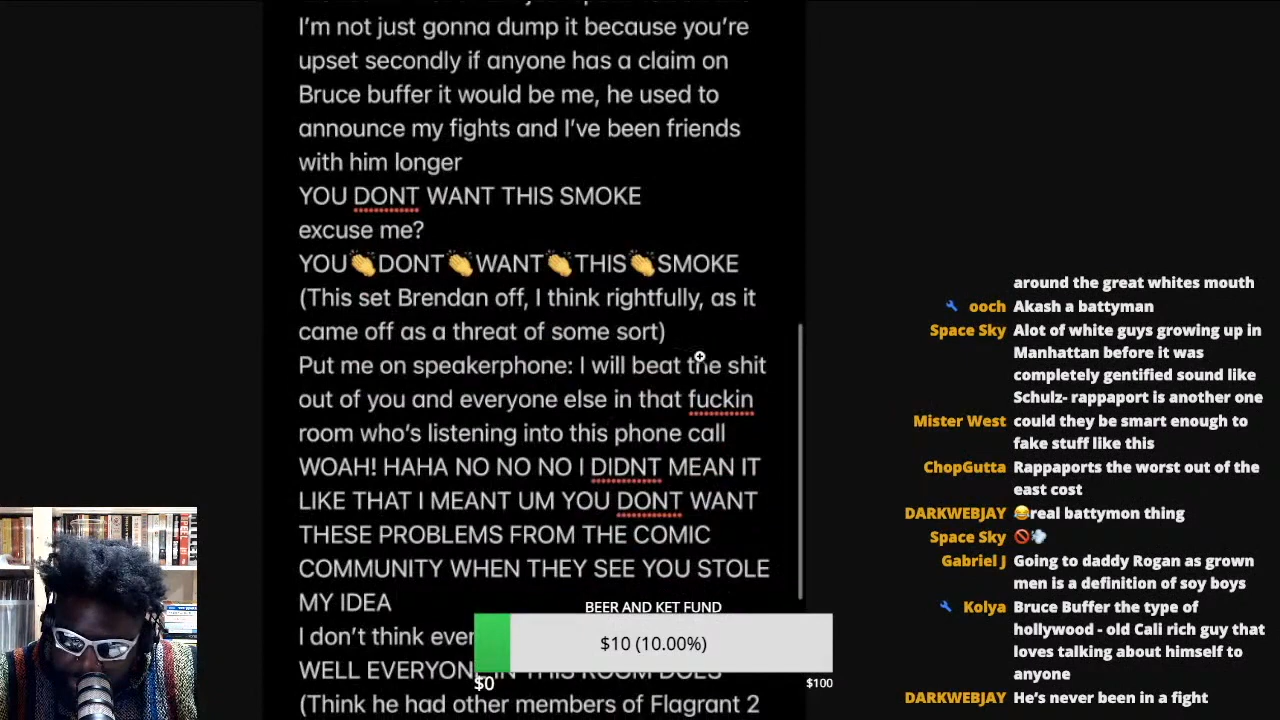 I’m not just gonna dump it because you’re
upset secondly if anyone has a claim on
Bruce buffer it would be me, he used to
announce my fights and I’ve been friends
with him longer
YOU DONT WANT THIS SMOKE
excuse me?
YOU👏DONT👏WANT👏THIS👏SMOKE
(This set Brendan off, I think rightfully, as it
came off as a threat of some sort)
Put me on speakerphone: I will beat the shit
out of you and everyone else in that fuckin
room who’s listening into this phone call
WOAH! HAHA NO NO NO I DIDNT MEAN IT
LIKE THAT I MEANT UM YOU DONT WANT
THESE PROBLEMS FROM THE COMIC
COMMUNITY WHEN THEY SEE YOU STOLE
MY IDEA
I don’t think ever
WELL EVERYON IN THIS ROOM DOES
(Think he had other members of Flagrant 2
BEER AND KET FUND
$10 (10.00%)
$0
$100
around the great whites mouth
ooch Akash a battyman
Space Sky Alot of white guys growing up in
Manhattan before it was
completely gentified sound like
Schulz- rappaport is another one
Mister West could they be smart enough to
fake stuff like this
ChopGutta Rappaports the worst out of the
east cost
DARKWEBJAY 😂real battymon thing
Space Sky 🚫💨
Gabriel J Going to daddy Rogan as grown
men is a definition of soy boys
Kolya Bruce Buffer the type of
hollywood - old Cali rich guy that
loves talking about himself to
anyone
DARKWEBJAY He’s never been in a fight